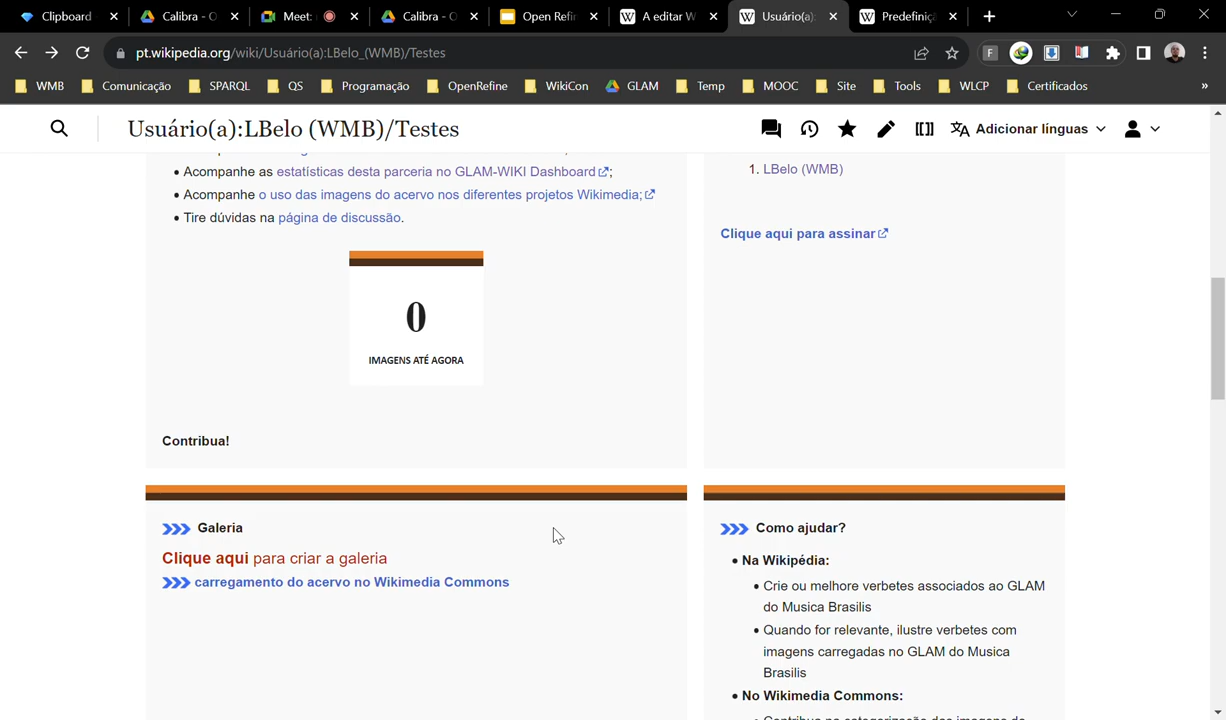 Clipboard
Calibra - O
Meet:
Calibra - O
Open Refin
A editar W
Usuário(a):
Predefiniç
pt.wikipedia.org/wiki/Usuário(a):LBelo_(WMB)/Testes
WMB
Comunicação
SPARQL
QS
Programação
OpenRefine
WikiCon
GLAM
Temp
MOOC
Site
Tools
WLCP
Certificados
»
Usuário(a):LBelo (WMB)/Testes
Adicionar línguas
• Acompanhe as estatísticas desta parceria no GLAM-WIKI Dashboard;
• Acompanhe o uso das imagens do acervo nos diferentes projetos Wikimedia;
• Tire dúvidas na página de discussão.
0
IMAGENS ATÉ AGORA
Contribua!
1. LBelo (WMB)
Clique aqui para assinar
Galeria
Clique aqui para criar a galeria
carregamento do acervo no Wikimedia Commons
Como ajudar?
• Na Wikipédia:
• Crie ou melhore verbetes associados ao GLAM
do Musica Brasilis
• Quando for relevante, ilustre verbetes com
imagens carregadas no GLAM do Musica
Brasilis
• No Wikimedia Commons: